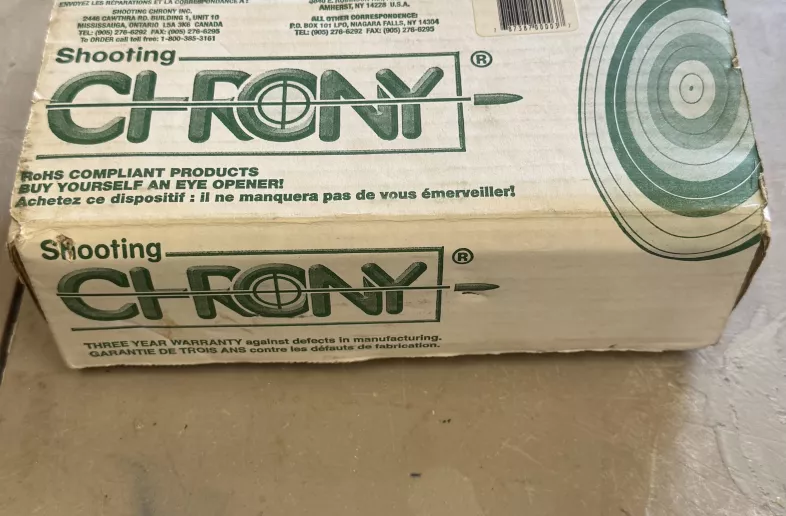 ENVOYEZ LES RÉPARATIONS ET LA CORRESPONDANCE À :
SHOOTING CHRONY INC.
2446 CAWTHRA RD. BUILDING 1, UNIT 10
MISSISSAUGA, ONTARIO L5A 3K6 CANADA
TEL: (905) 276-6292 FAX: (905) 276-6295
To ORDER call toll free: 1-800-385-3161
AMHERST, NY 14228 U.S.A.
ALL OTHER CORRESPONDENCE:
P.O. BOX 101 LPO, NIAGARA FALLS, NY 14304
TEL: (905) 276-6292 FAX: (905) 276-6295
Shooting
CHRONY ®
RoHS COMPLIANT PRODUCTS
BUY YOURSELF AN EYE OPENER!
Achetez ce dispositif : il ne manquera pas de vous émerveiller!
Shooting
CHRONY ®
THREE YEAR WARRANTY against defects in manufacturing.
GARANTIE DE TROIS ANS contre les défauts de fabrication.